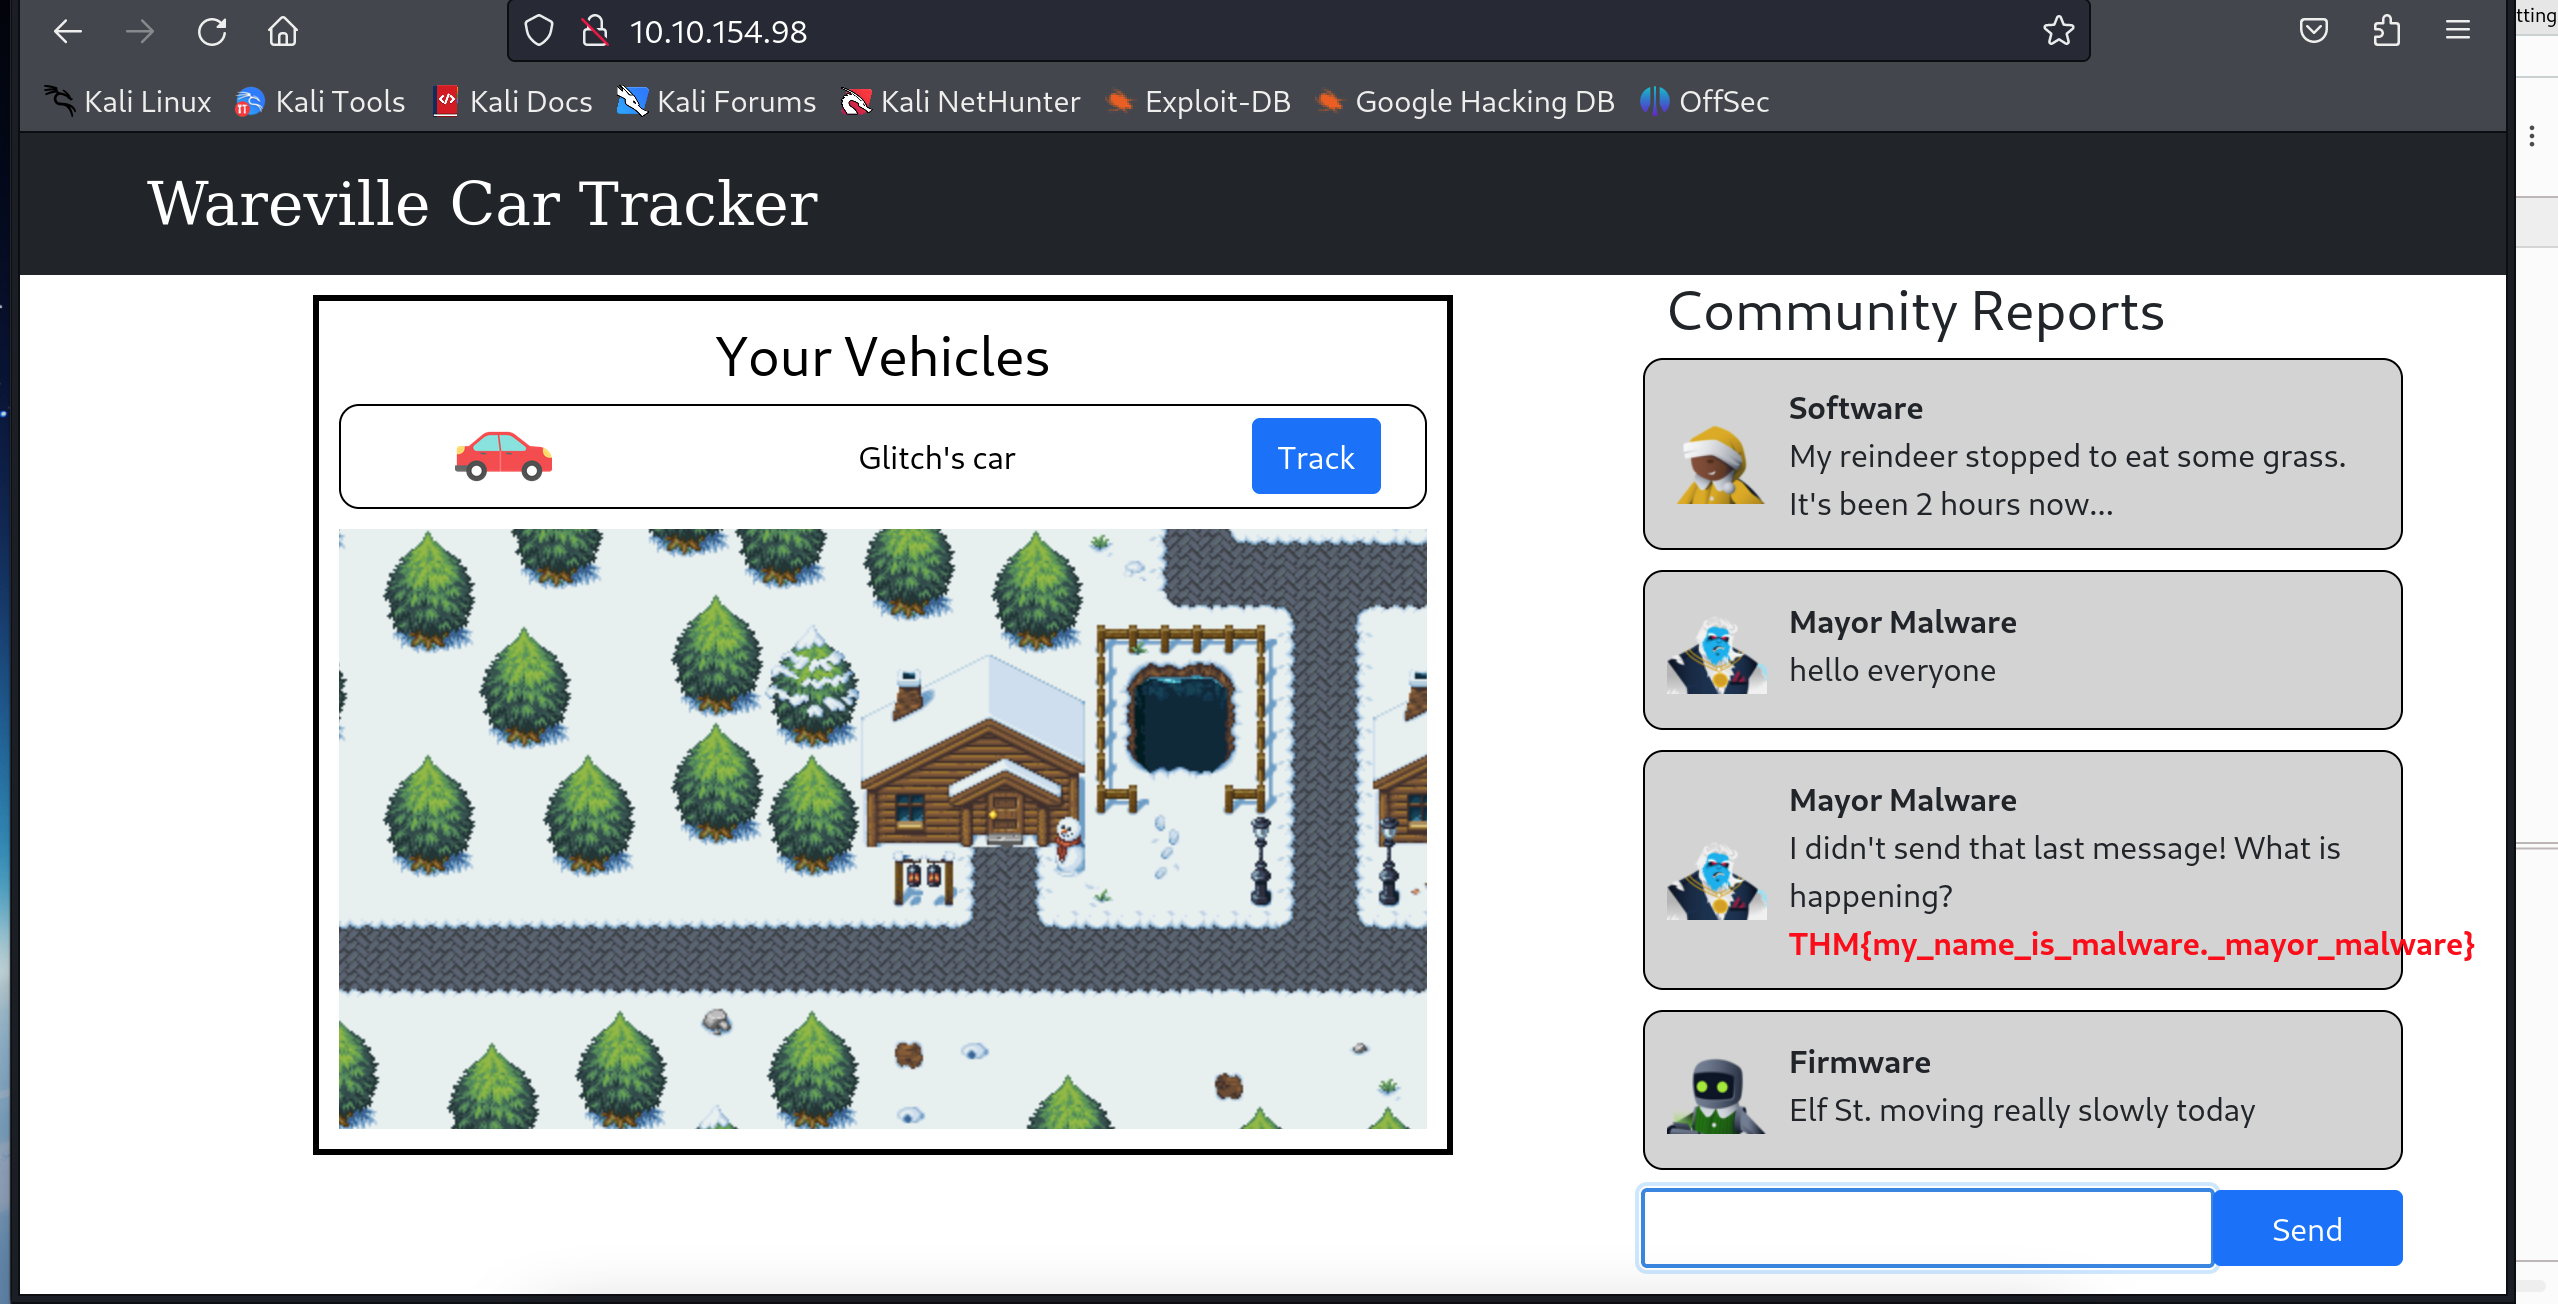 10.10.154.98
tting
Kali Linux Kali Tools Kali Docs Kali Forums Kali NetHunter Exploit-DB Google Hacking DB OffSec
Wareville Car Tracker
Your Vehicles
Glitch's car
Track
Community Reports
Software
My reindeer stopped to eat some grass.
It's been 2 hours now...
Mayor Malware
hello everyone
Mayor Malware
I didn't send that last message! What is
happening?
THM{my_name_is_malware._mayor_malware}
Firmware
Elf St. moving really slowly today
Send